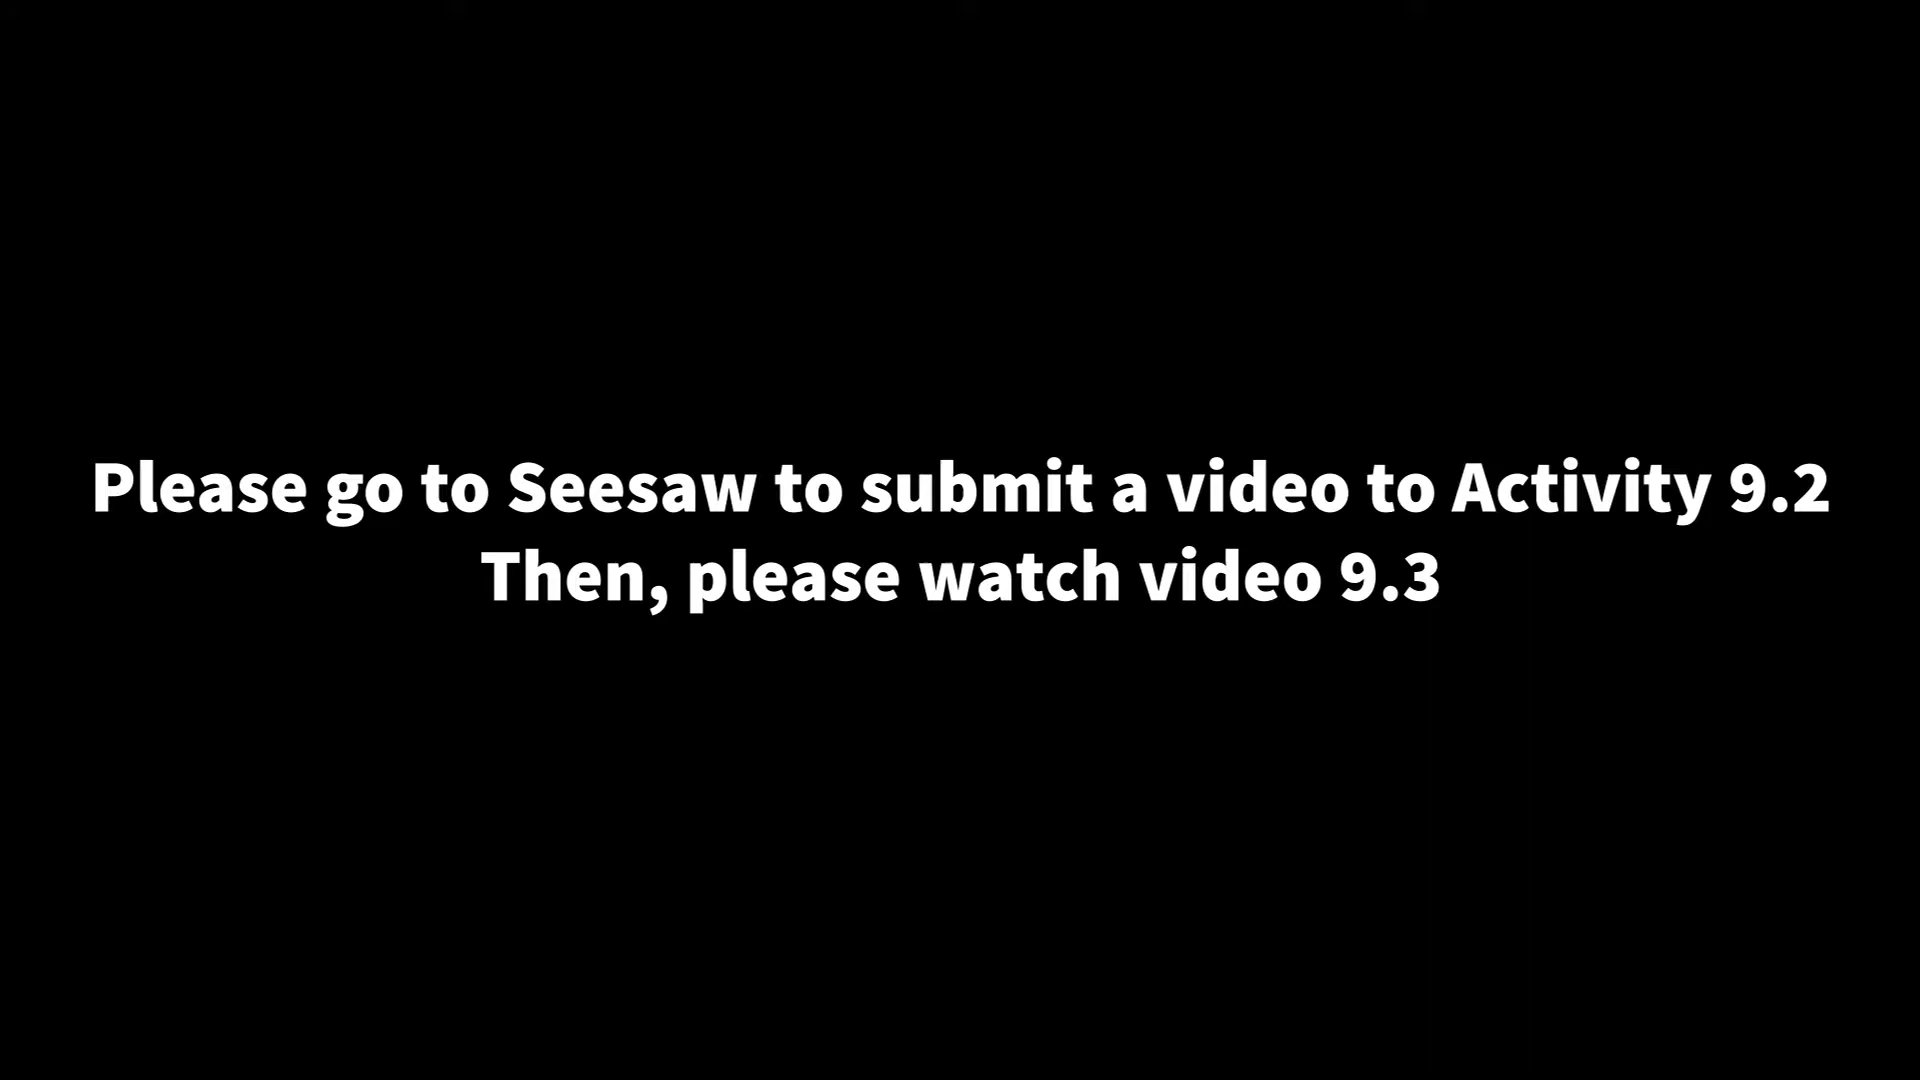 Please go to Seesaw to submit a video to Activity 9.2
Then, please watch video 9.3